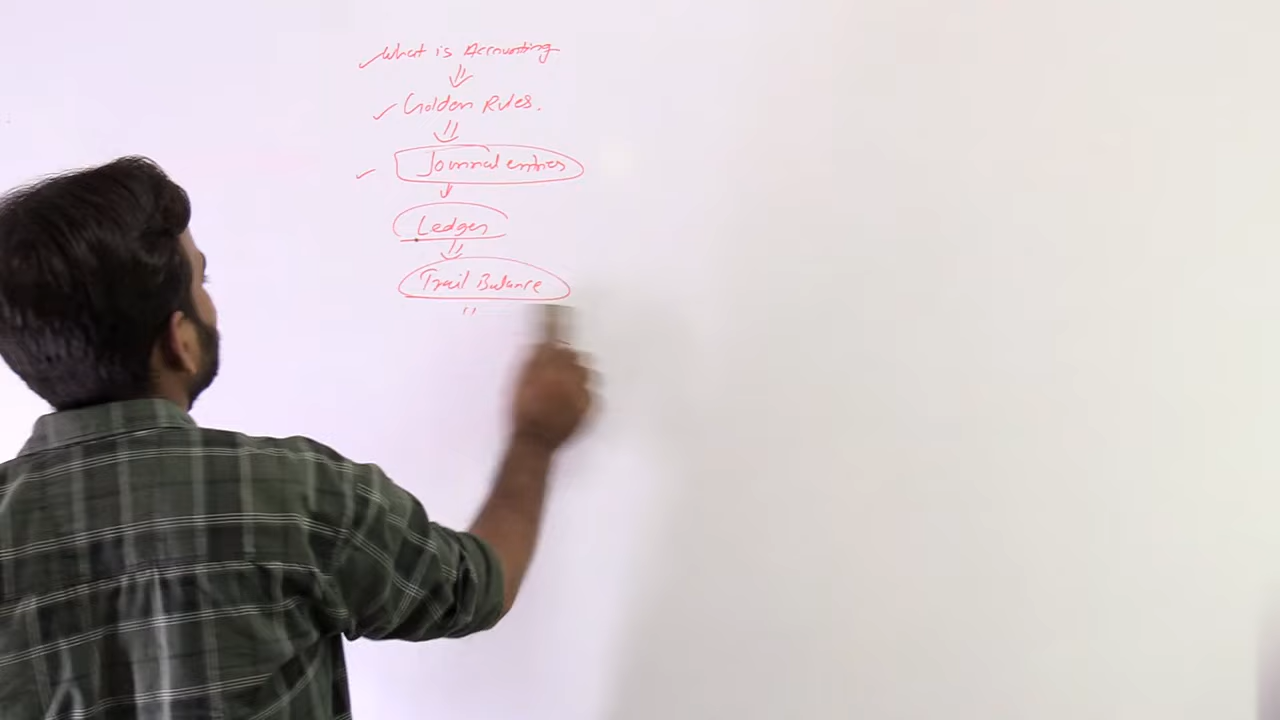 What is Accounting
Golden Rules.
Journal entries
Ledger
Trail Balance